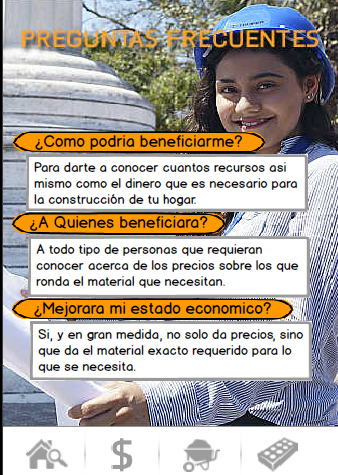 PREGUNTAS FRECUENTES
¿Como podria beneficiarme?
Para darte a conocer cuantos recursos asi
mismo como el dinero que es necesario para
la construcción de tu hogar.
¿A Quienes beneficiara?
A todo tipo de personas que requieran
conocer acerca de los precios sobre los que
ronda el material que necesitan.
¿Mejorara mi estado economico?
Si, y en gran medida, no solo da precios, sino
que da el material exacto requerido para lo
que se necesita.
$